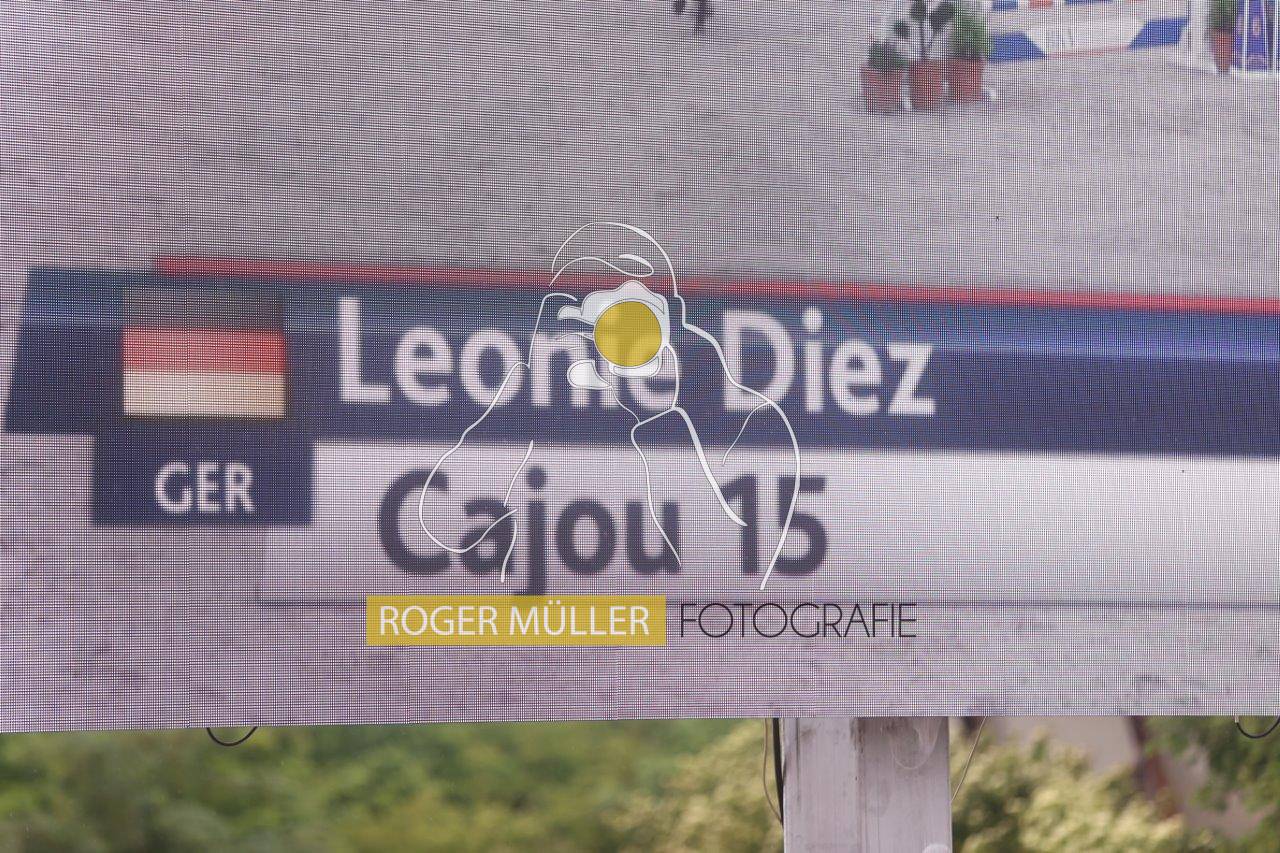 Leonie Diez
GER
Cajou 15
ROGER MÜLLER FOTOGRAFIE